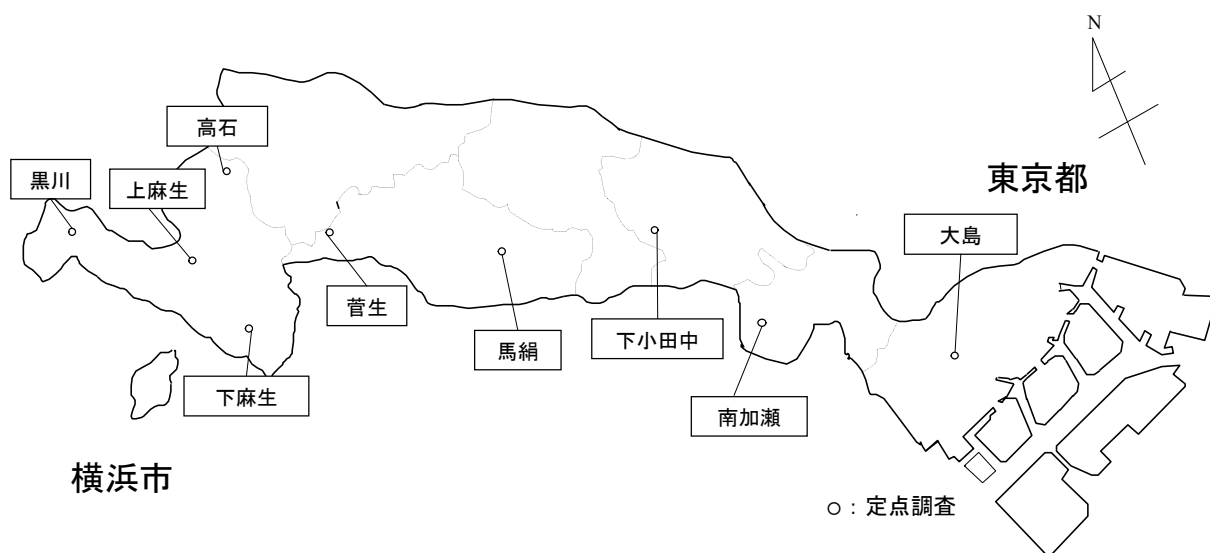 N
高石
東京都
黒川
上麻生
大島
菅生
馬絹
下小田中
下麻生
南加瀬
横浜市
○：定点調査